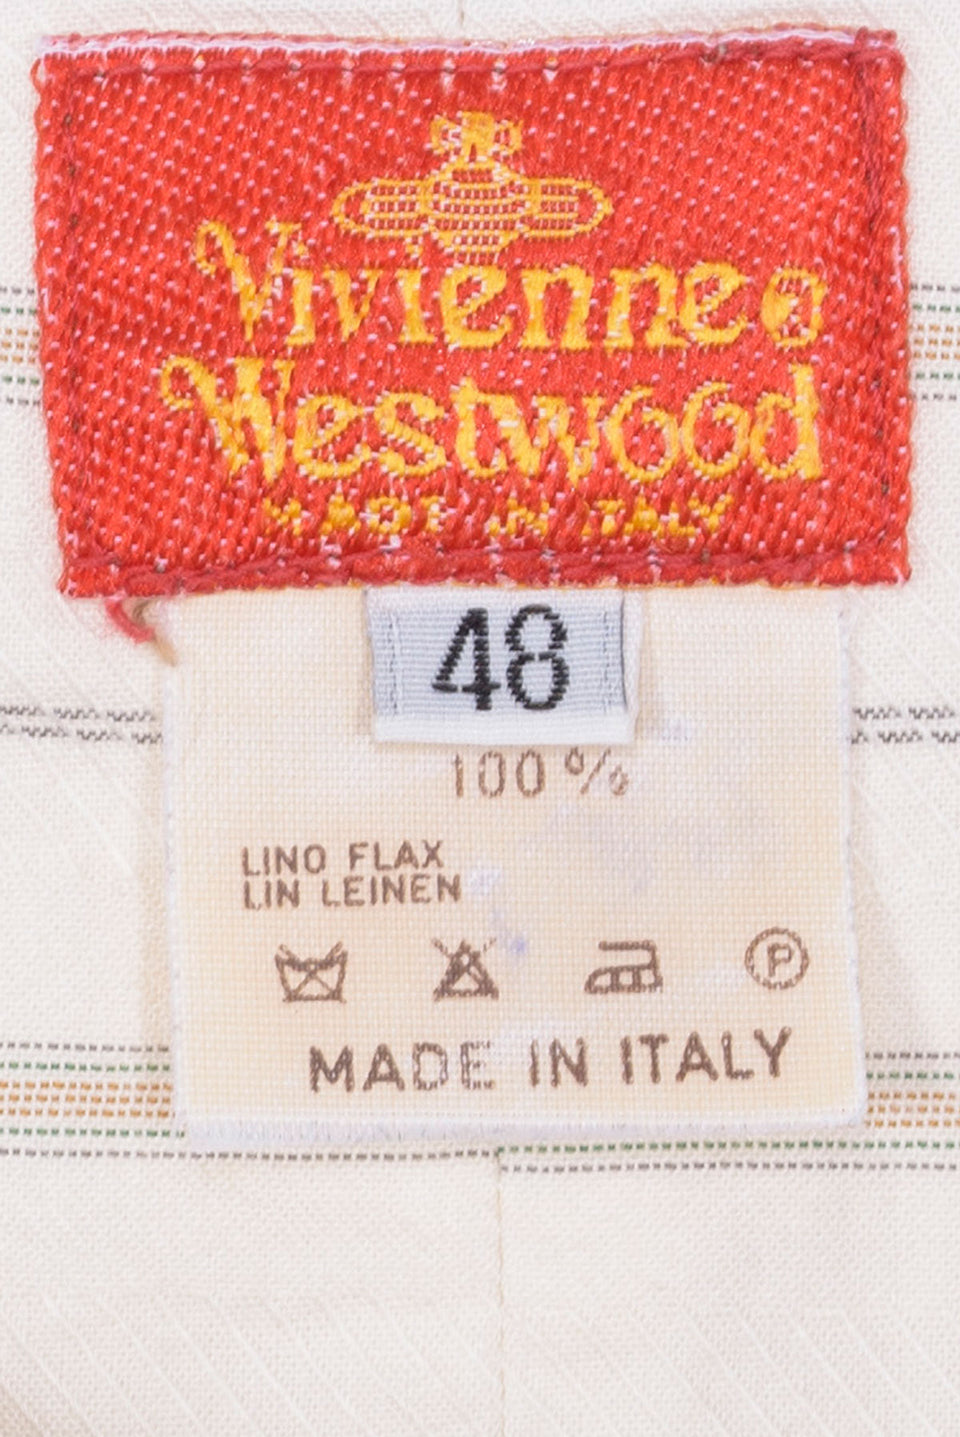 Vivienne
Westwood
MADE IN ITALY
48
100%
LINO FLAX
LIN LEINEN
P
MADE IN ITALY